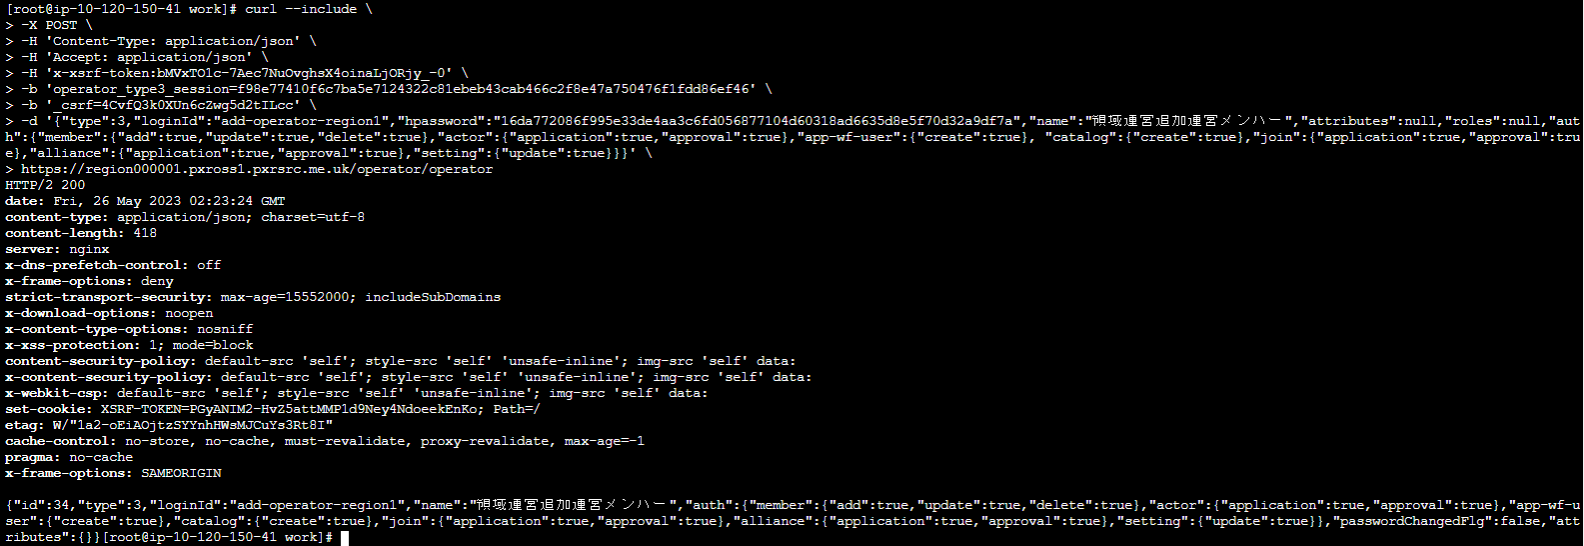 [root@ip-10-120-150-41 work]# curl --include \
> -X POST \
> -H 'Content-Type: application/json' \
> -H 'Accept: application/json' \
> -H 'x-xsrf-token:bMVxTO1c-7Aec7NuOvghsX4oinaLjORjy_-0' \
> -b 'operator_type3_session=f98e77410f6c7ba5e7124322c81ebeb43cab466c2f8e47a750476f1fdd86ef46' \
> -b '_csrf=4CvfQ3k0XUn6cZwg5d2tILcc' \
> -d '{"type":3,"loginId":"add-operator-region1","hpassword":"16da772086f995e33de4aa3c6fd056877104d60318ad6635d8e5f70d32a9df7a","name":"領域運営追加運営メンバー","attributes":null,"roles":null,"aut
h":{"member":{"add":true,"update":true,"delete":true},"actor":{"application":true,"approval":true},"app-wf-user":{"create":true}, "catalog":{"create":true},"join":{"application":true,"approval":tru
e},"alliance":{"application":true,"approval":true},"setting":{"update":true}}}' \
> https://region000001.pxross1.pxrsrc.me.uk/operator/operator
HTTP/2 200
date: Fri, 26 May 2023 02:23:24 GMT
content-type: application/json; charset=utf-8
content-length: 418
server: nginx
x-dns-prefetch-control: off
x-frame-options: deny
strict-transport-security: max-age=15552000; includeSubDomains
x-download-options: noopen
x-content-type-options: nosniff
x-xss-protection: 1; mode=block
content-security-policy: default-src 'self'; style-src 'self' 'unsafe-inline'; img-src 'self' data:
x-content-security-policy: default-src 'self'; style-src 'self' 'unsafe-inline'; img-src 'self' data:
x-webkit-csp: default-src 'self'; style-src 'self' 'unsafe-inline'; img-src 'self' data:
set-cookie: XSRF-TOKEN=PGyANIM2-HvZ5attMMP1d9Ney4NdoeekEnKo; Path=/
etag: W/"1a2-oEiAOjtzSYYnhHWsMJCuYs3Rt8I"
cache-control: no-store, no-cache, must-revalidate, proxy-revalidate, max-age=-1
pragma: no-cache
x-frame-options: SAMEORIGIN

{"id":34,"type":3,"loginId":"add-operator-region1","name":"領域運営追加運営メンバー","auth":{"member":{"add":true,"update":true,"delete":true},"actor":{"application":true,"approval":true},"app-wf-u
ser":{"create":true},"catalog":{"create":true},"join":{"application":true,"approval":true},"alliance":{"application":true,"approval":true},"setting":{"update":true}},"passwordChangedFlg":false,"att
ributes":{}}[root@ip-10-120-150-41 work]#